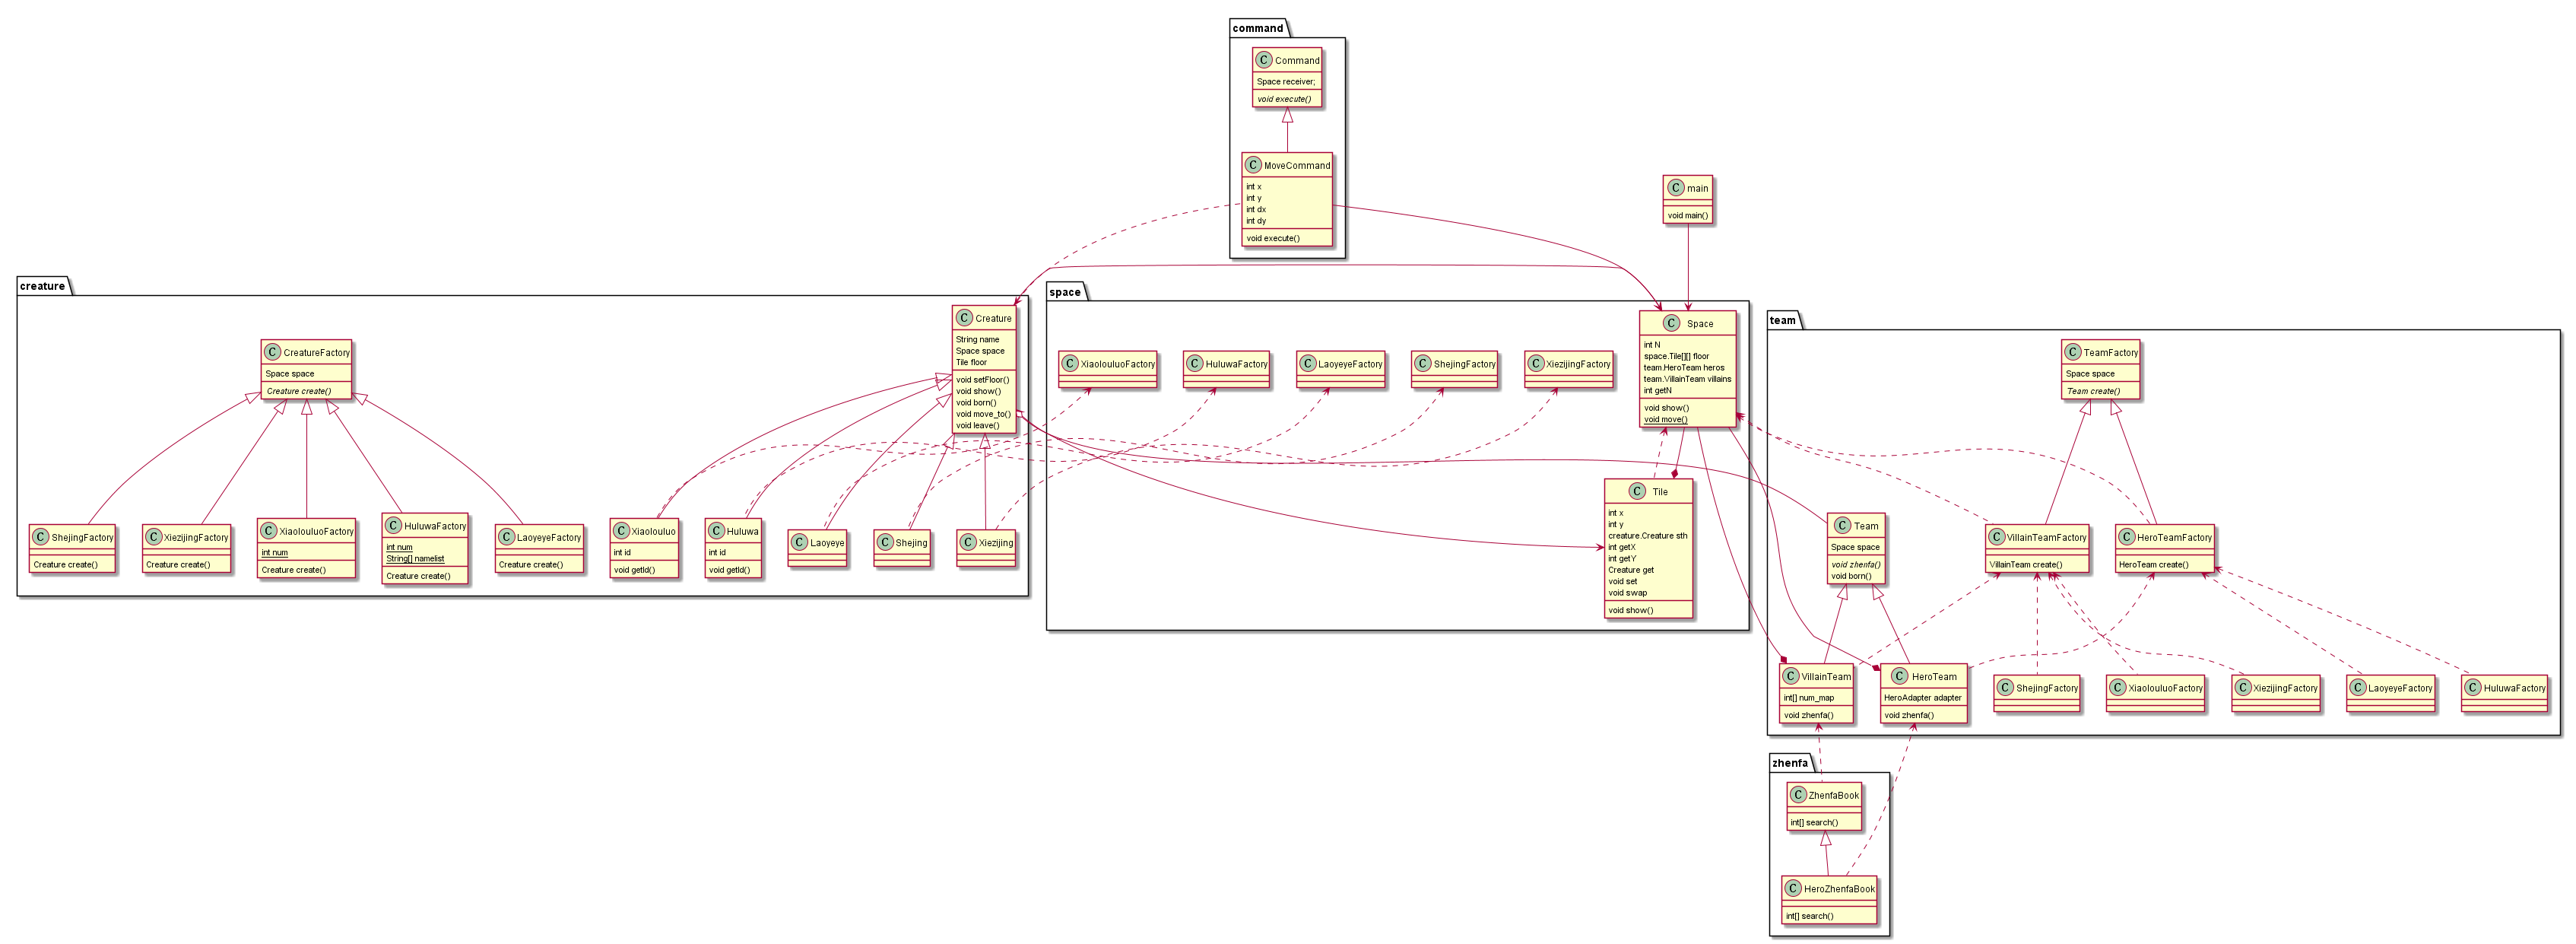 command
C Command
Space receiver;
void execute()
C MoveCommand
int x
int y
int dx
int dy
void execute()
C main
void main()
creature
C Creature
String name
Space space
Tile floor
void setFloor()
void show()
void born()
void move_to()
void leave()
C CreatureFactory
Space space
Creature create()
C ShejingFactory
Creature create()
C XiezijingFactory
Creature create()
C XiaolouluoFactory
int num
Creature create()
C HuluwaFactory
int num
String[] namelist
Creature create()
C LaoyeyeFactory
Creature create()
C Xiaolouluo
int id
void getId()
C Huluwa
int id
void getId()
C Laoyeye
C Shejing
C Xiezijing
space
C XiaolouluoFactory
C HuluwaFactory
C LaoyeyeFactory
C ShejingFactory
C XiezijingFactory
C Space
int N
space.Tile[][] floor
team.HeroTeam heros
team.VillainTeam villains
int getN
void show()
void move()
C Tile
int x
int y
creature.Creature sth
int getX
int getY
Creature get
void set
void swap
void show()
team
C TeamFactory
Space space
Team create()
C Team
Space space
void zhenfa()
void born()
C VillainTeamFactory
VillainTeam create()
C HeroTeamFactory
HeroTeam create()
C VillainTeam
int[] num_map
void zhenfa()
C HeroTeam
HeroAdapter adapter
void zhenfa()
C ShejingFactory
C XiaolouluoFactory
C XiezijingFactory
C LaoyeyeFactory
C HuluwaFactory
zhenfa
C ZhenfaBook
int[] search()
C HeroZhenfaBook
int[] search()